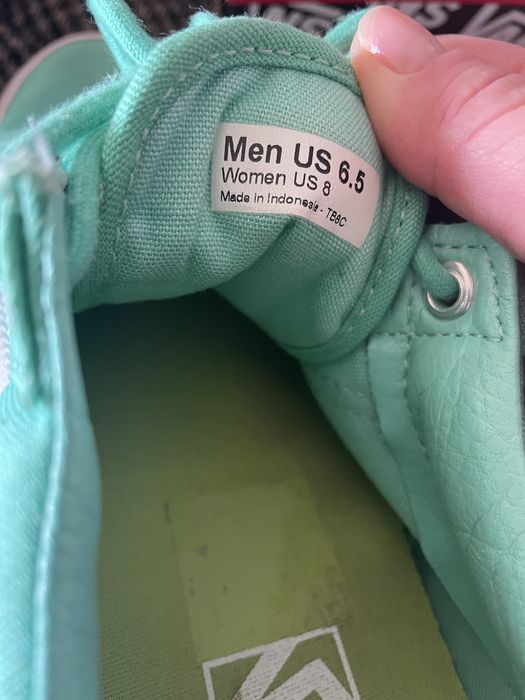 Men US 6.5
Women US 8
Made in Indonesia - TB8C